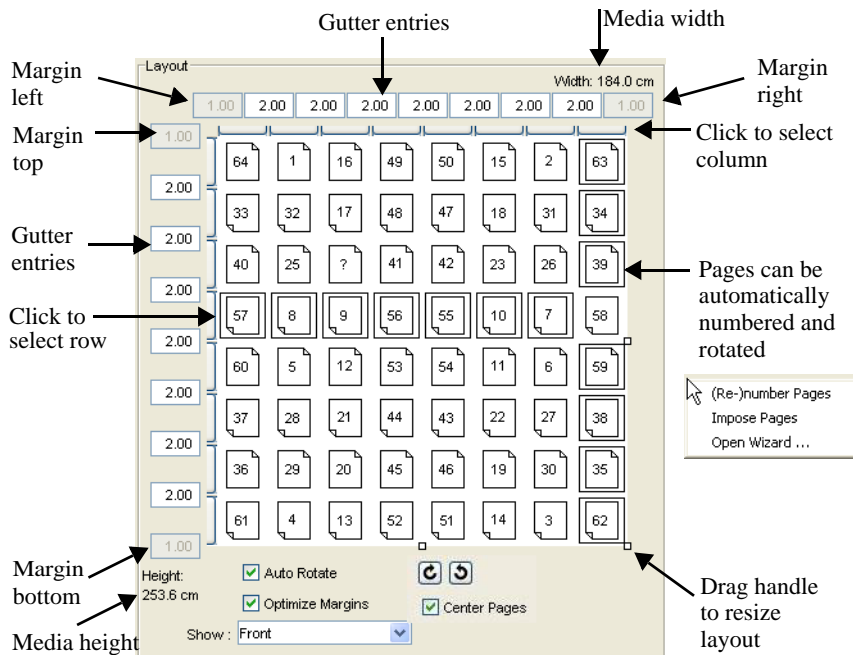 Gutter entries
Media width
Layout
Width: 184.0 cm
Margin
left
Margin
right
1.00 2.00 2.00 2.00 2.00 2.00 2.00 2.00 1.00
Margin
top
1.00
Click to select
column
64 1 16 49 50 15 2 63
2.00
33 32 17 48 47 18 31 34
Gutter
entries
2.00
40 25 ? 41 42 23 26 39
Pages can be
automatically
numbered and
rotated
2.00
Click to
select row
57 8 9 56 55 10 7 58
2.00
60 5 12 53 54 11 6 59
2.00
(Re-)number Pages
Impose Pages
Open Wizard ...
37 28 21 44 43 22 27 38
2.00
36 29 20 45 46 19 30 35
2.00
61 4 13 52 51 14 3 62
1.00
Margin
bottom
Height:
253.6 cm
Media height
Auto Rotate
Optimize Margins
Center Pages
Show : Front
Drag handle
to resize
layout